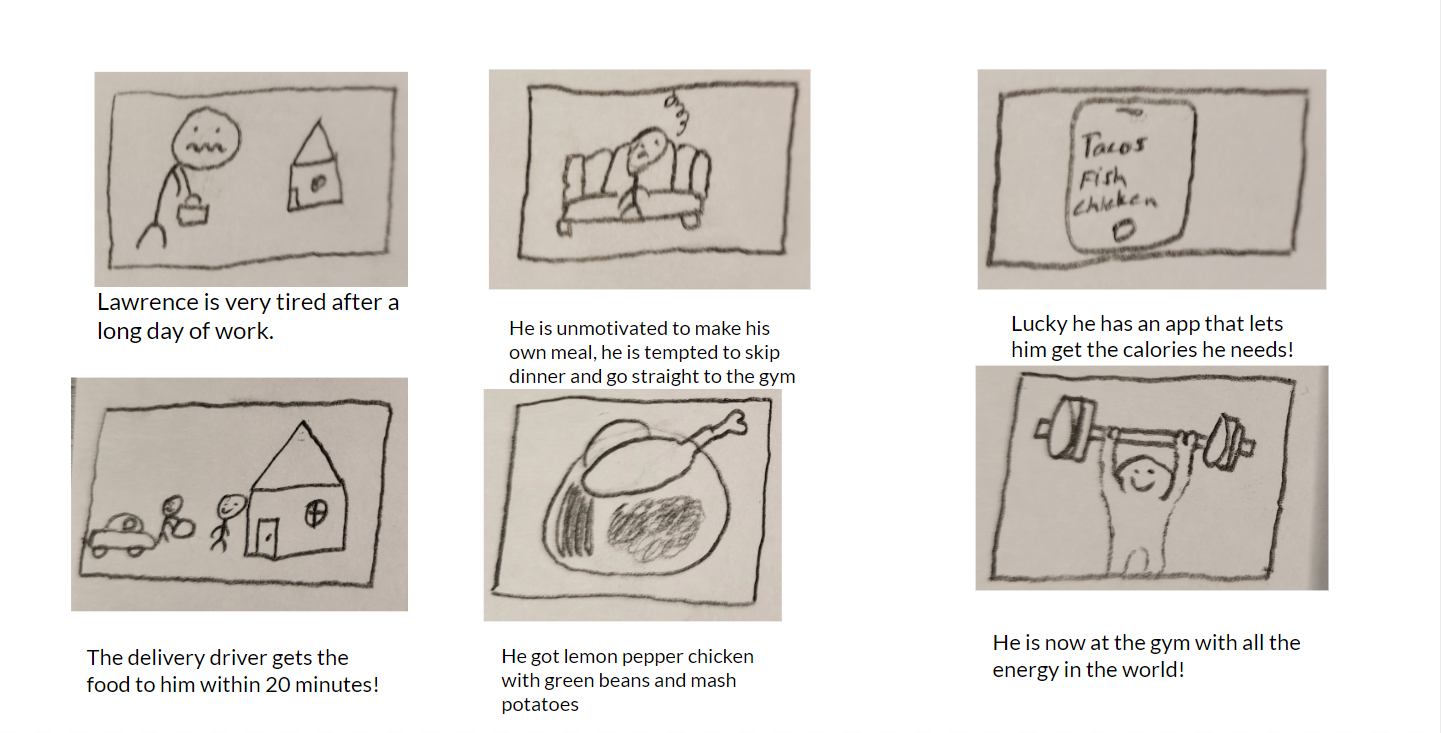 Tacos
Fish
Chicken
Lawrence is very tired after a
long day of work.
He is unmotivated to make his
own meal, he is tempted to skip
dinner and go straight to the gym
Lucky he has an app that lets
him get the calories he needs!
The delivery driver gets the
food to him within 20 minutes!
He got lemon pepper chicken
with green beans and mash
potatoes
He is now at the gym with all the
energy in the world!